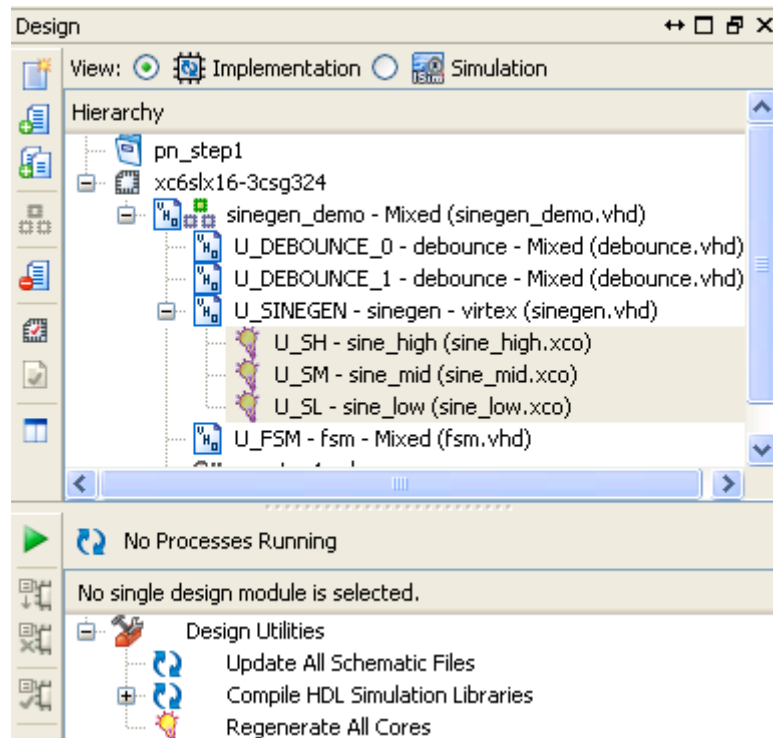 Design
View: Implementation Simulation
Hierarchy
pn_step1
xc6slx16-3csg324
sinegen_demo - Mixed (sinegen_demo.vhd)
U_DEBOUNCE_0 - debounce - Mixed (debounce.vhd)
U_DEBOUNCE_1 - debounce - Mixed (debounce.vhd)
U_SINEGEN - sinegen - virtex (sinegen.vhd)
U_SH - sine_high (sine_high.xco)
U_SM - sine_mid (sine_mid.xco)
U_SL - sine_low (sine_low.xco)
U_FSM - fsm - Mixed (fsm.vhd)
No Processes Running
No single design module is selected.
Design Utilities
Update All Schematic Files
Compile HDL Simulation Libraries
Regenerate All Cores